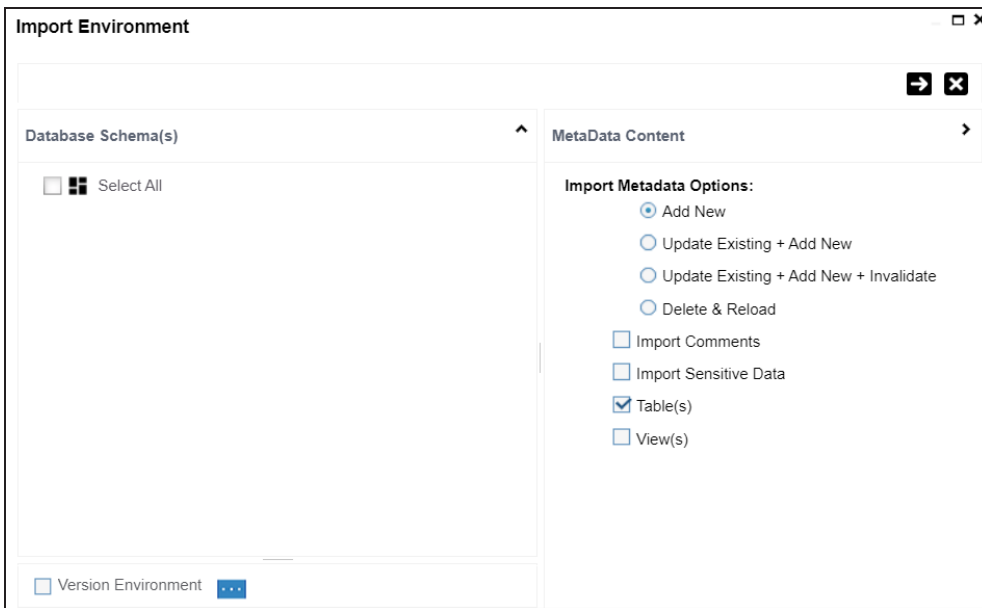 Import Environment
Database Schema(s)
Select All
Version Environment
MetaData Content
Import Metadata Options:
Add New
Update Existing + Add New
Update Existing + Add New + Invalidate
Delete & Reload
Import Comments
Import Sensitive Data
Table(s)
View(s)